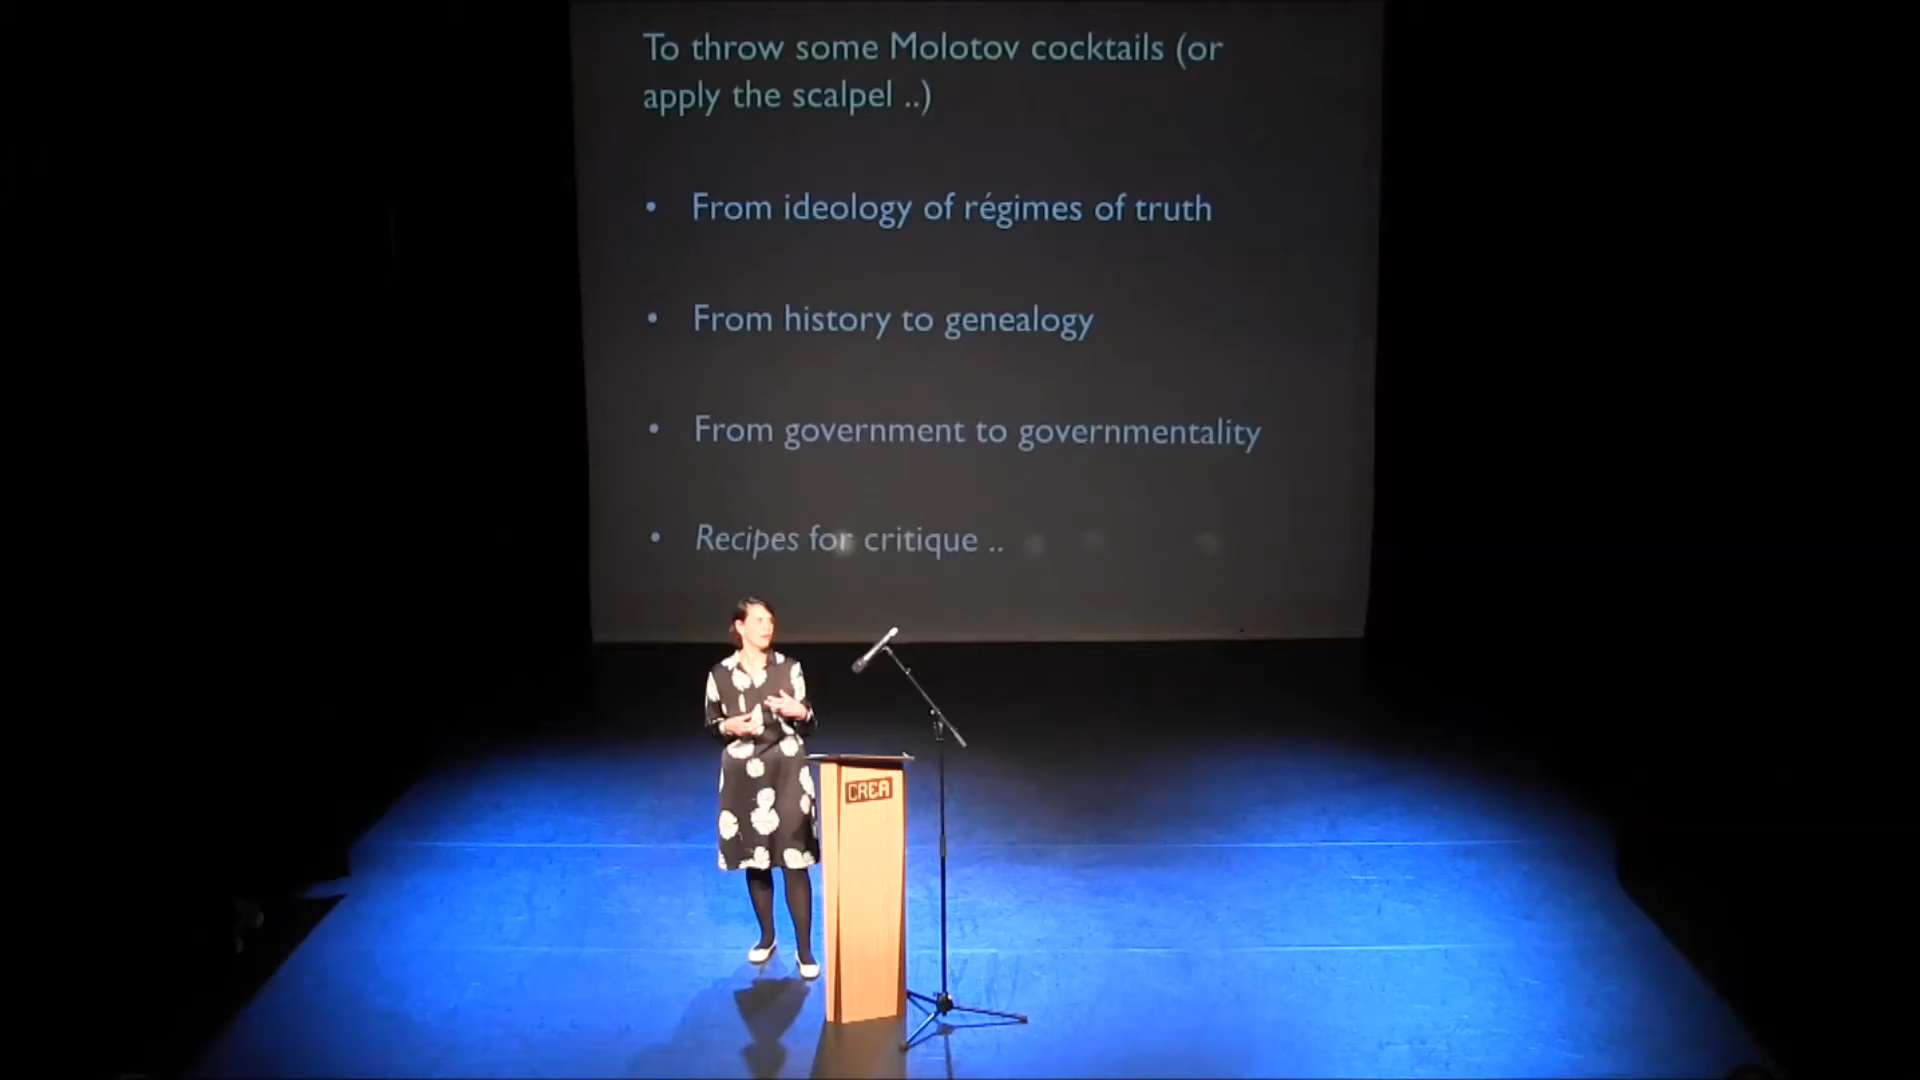 To throw some Molotov cocktails (or
apply the scalpel ..)
• From ideology of régimes of truth
• From history to genealogy
• From government to governmentality
• Recipes for critique ..
CREA